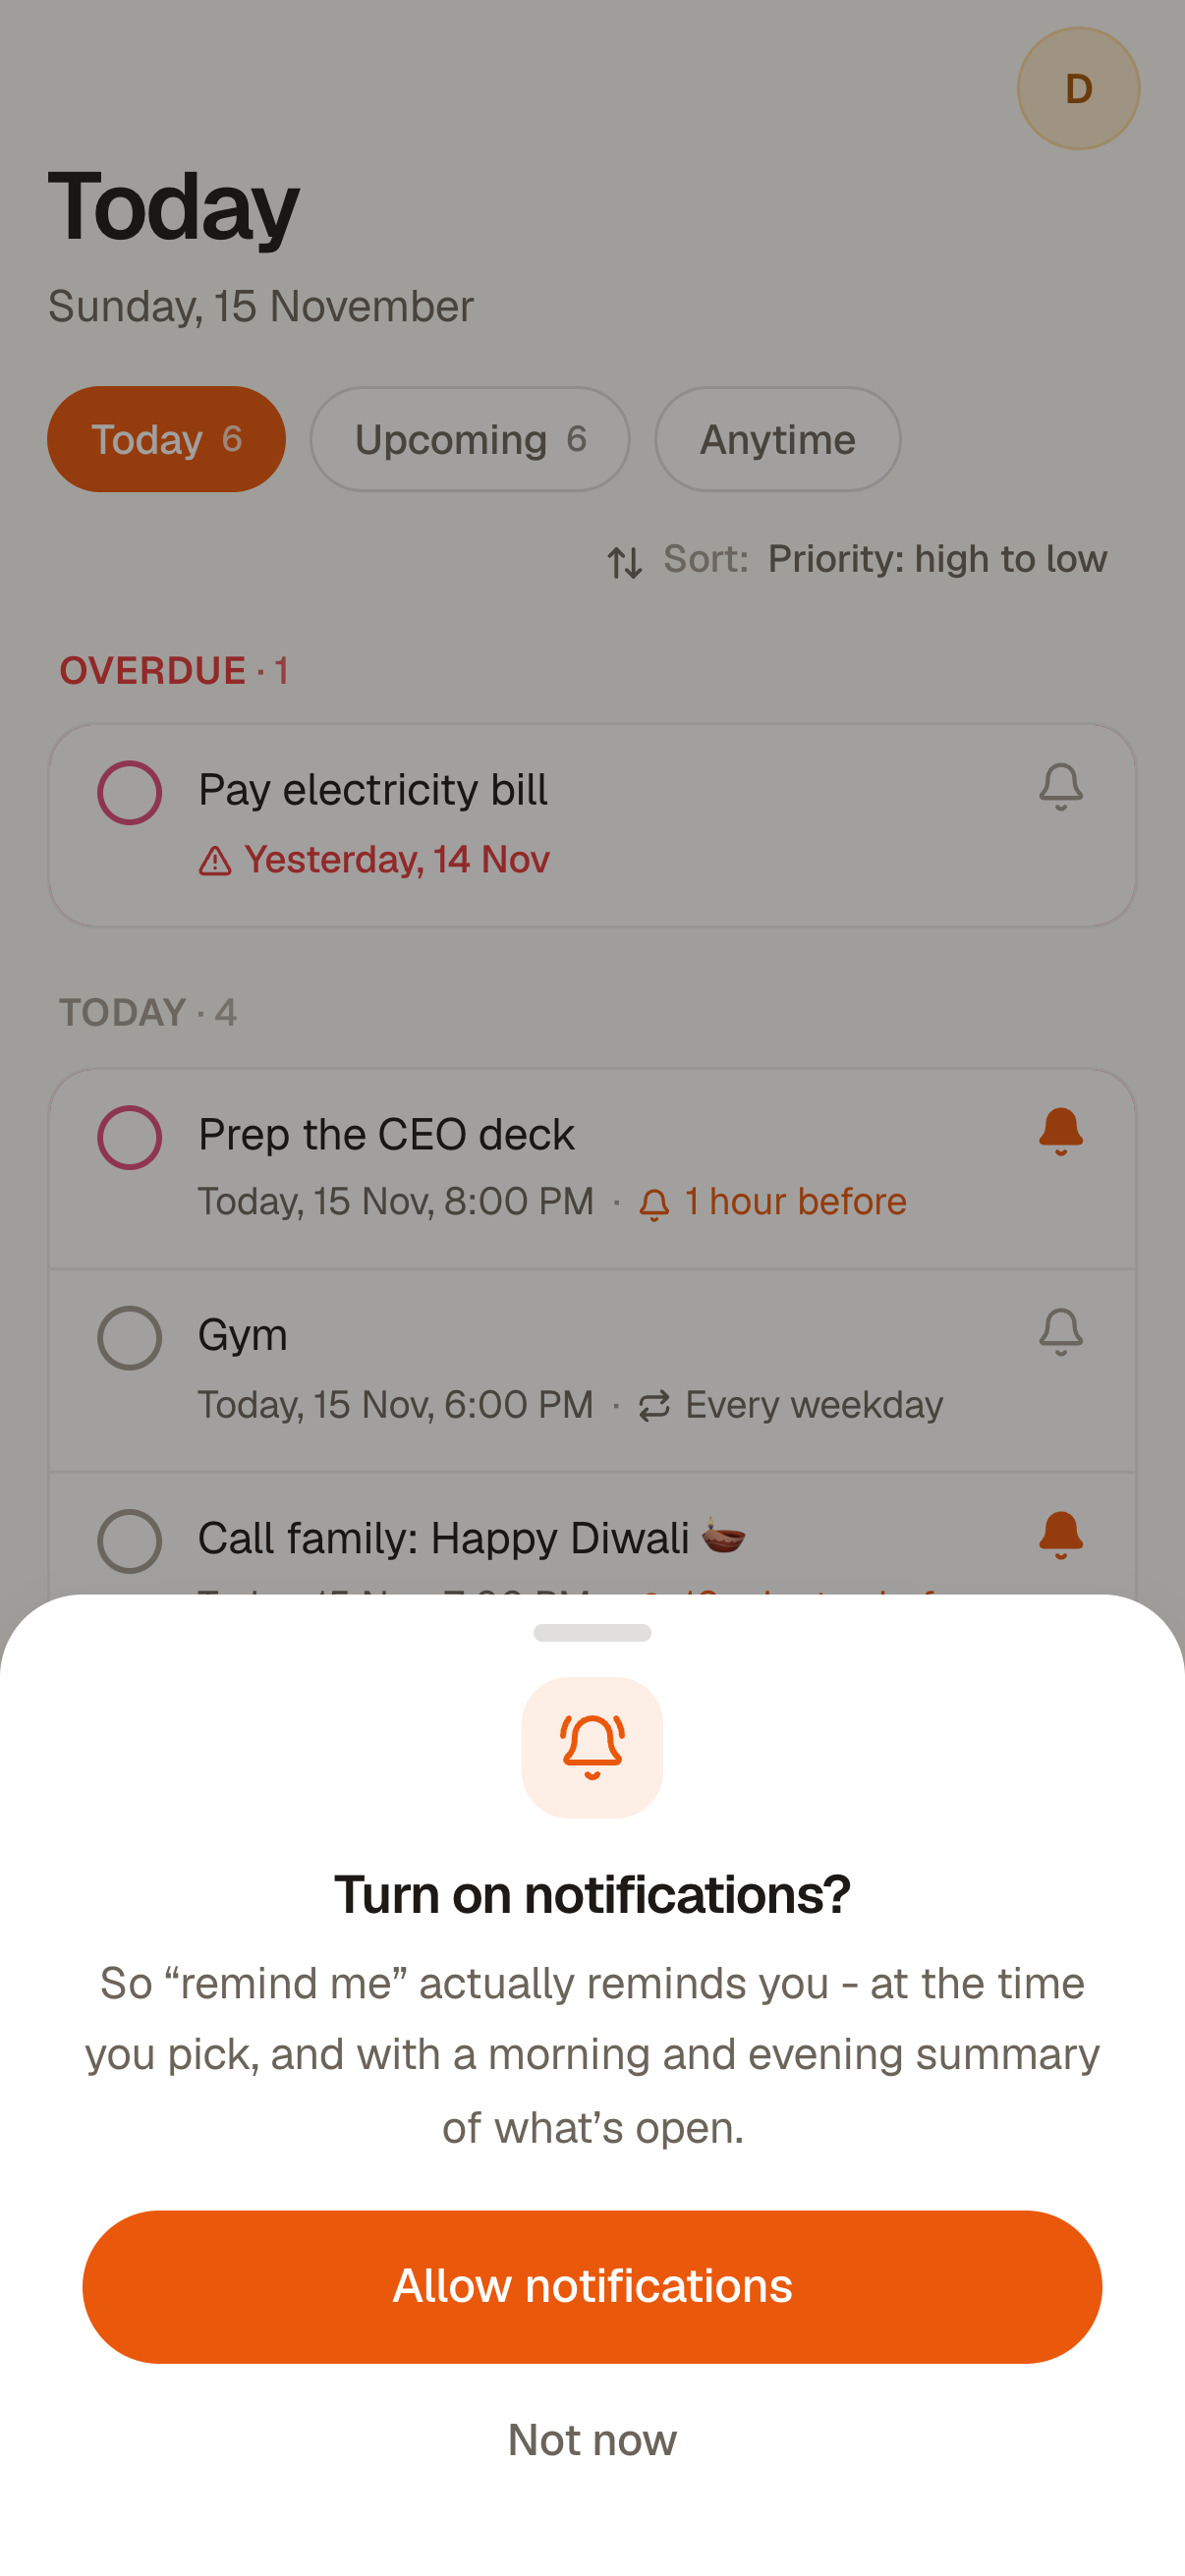 D
Today
Sunday, 15 November
Today 6 Upcoming 6 Anytime
Sort: Priority: high to low
OVERDUE · 1
Pay electricity bill
Yesterday, 14 Nov
TODAY · 4
Prep the CEO deck
Today, 15 Nov, 8:00 PM · 1 hour before
Gym
Today, 15 Nov, 6:00 PM · Every weekday
Call family: Happy Diwali 🪔
Turn on notifications?
So “remind me” actually reminds you - at the time
you pick, and with a morning and evening summary
of what’s open.
Allow notifications
Not now